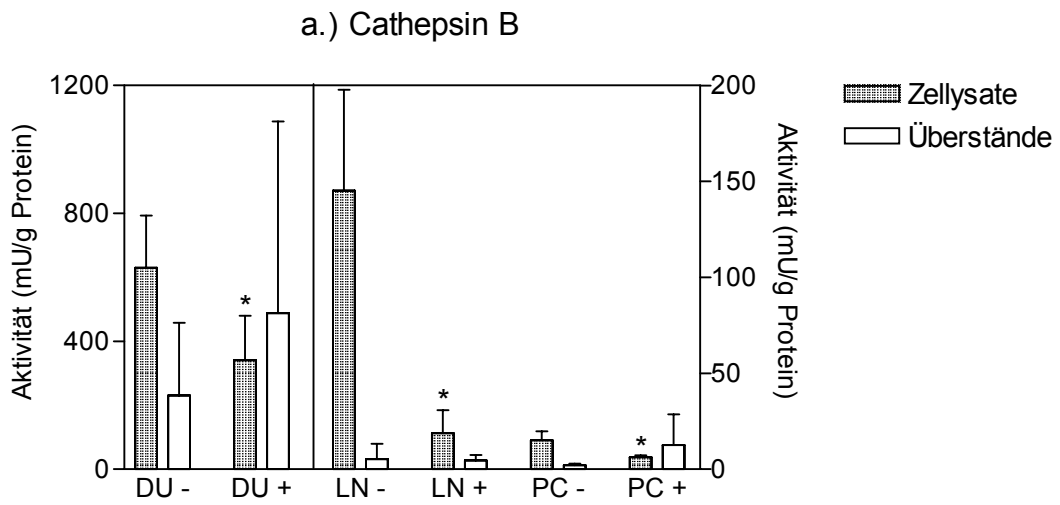 a.) Cathepsin B
Aktivität (mU/g Protein)
1200
800
400
0
*
*
*
200
150
100
50
0
Aktivität (mU/g Protein)
DU - DU + LN - LN + PC - PC +
Zellysate
Überstände